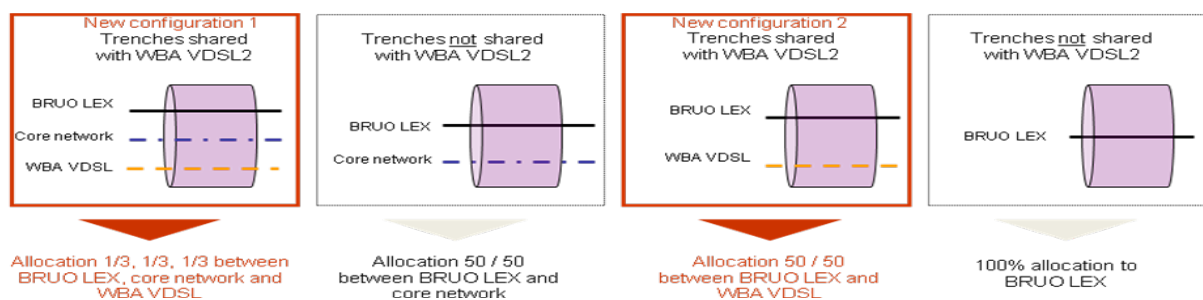 New configuration 1
Trenches shared
with WBA VDSL2
BRUO LEX
Core network
WBA VDSL
Allocation 1/3, 1/3, 1/3 between
BRUO LEX, core network and
WBA VDSL
Trenches not shared
with WBA VDSL2
BRUO LEX
Core network
Allocation 50 / 50
between BRUO LEX and
core network
New configuration 2
Trenches shared
with WBA VDSL2
BRUO LEX
WBA VDSL
Allocation 50 / 50
between BRUO LEX and
WBA VDSL
Trenches not shared
with WBA VDSL2
BRUO LEX
100% allocation to
BRUO LEX